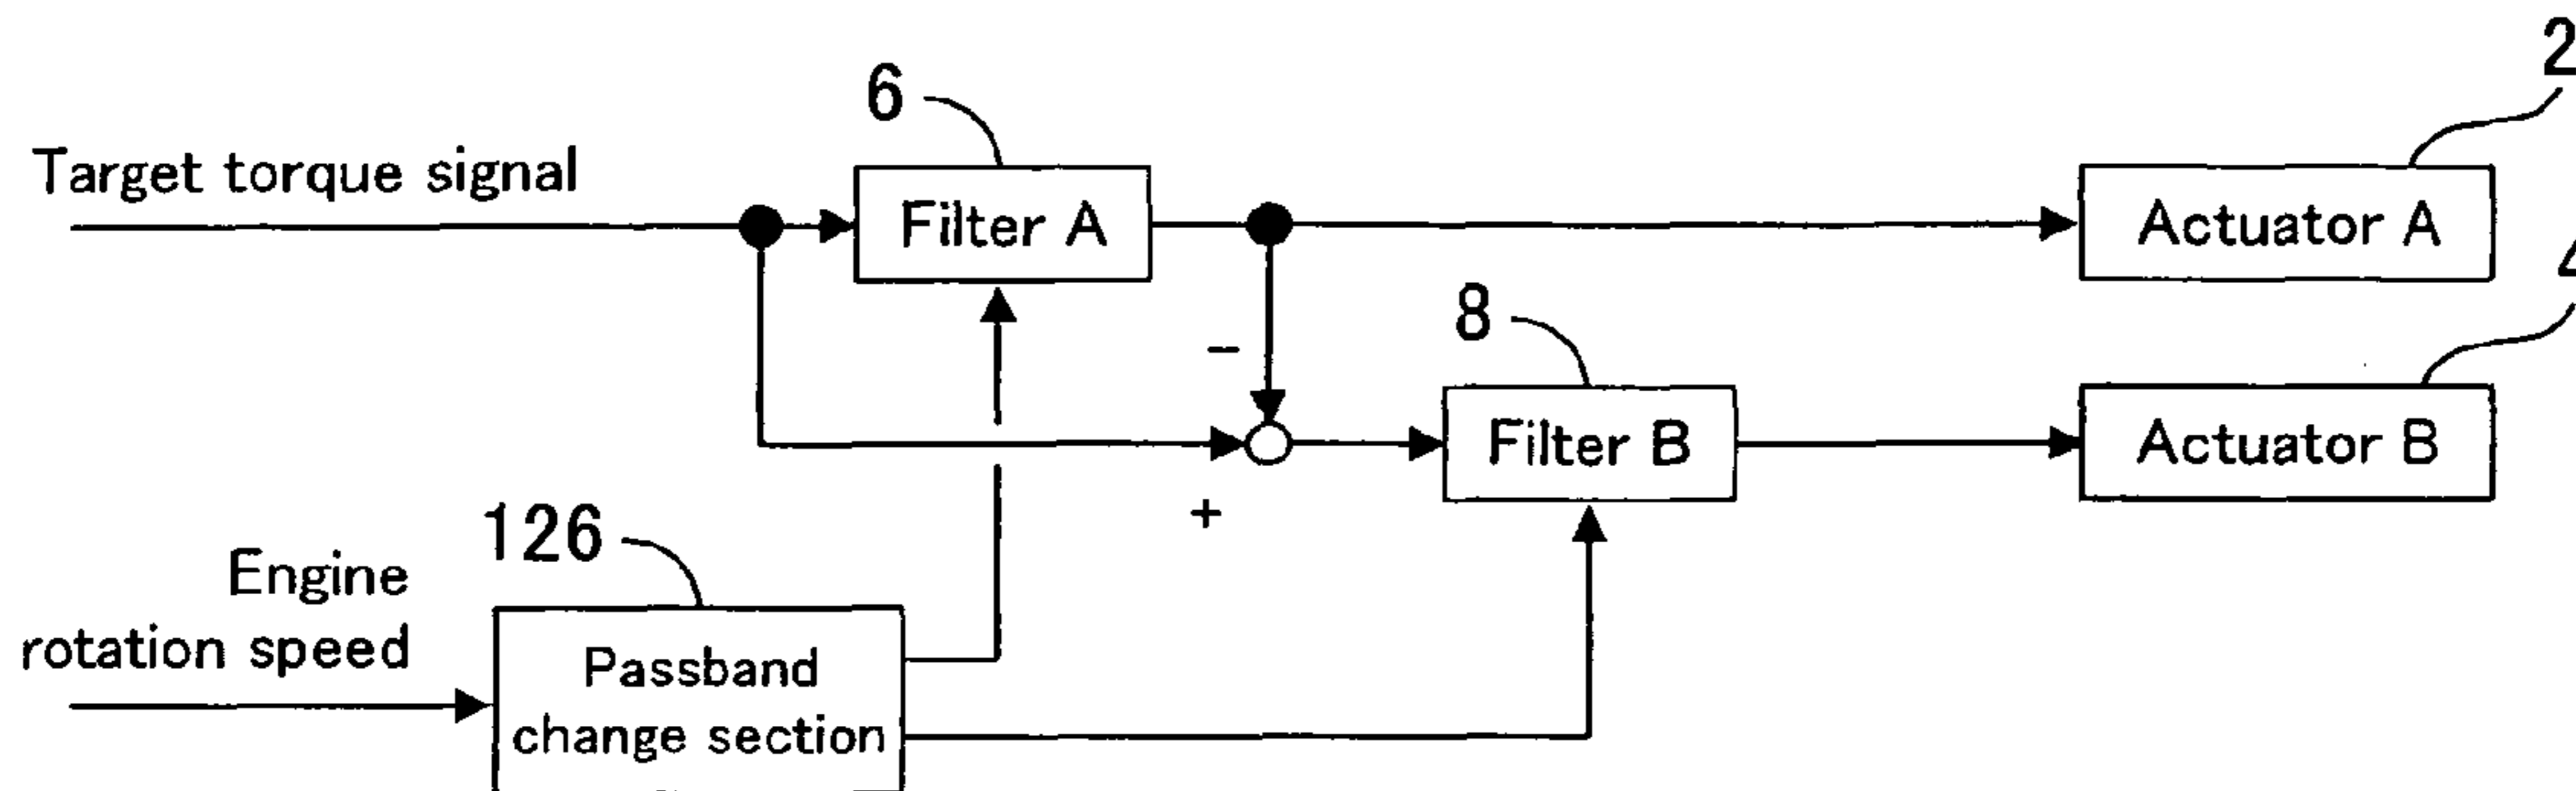 2
6
Target torque signal
Filter A
Actuator A
4
8
−
Filter B
Actuator B
+
126
Engine
rotation speed
Passband
change section